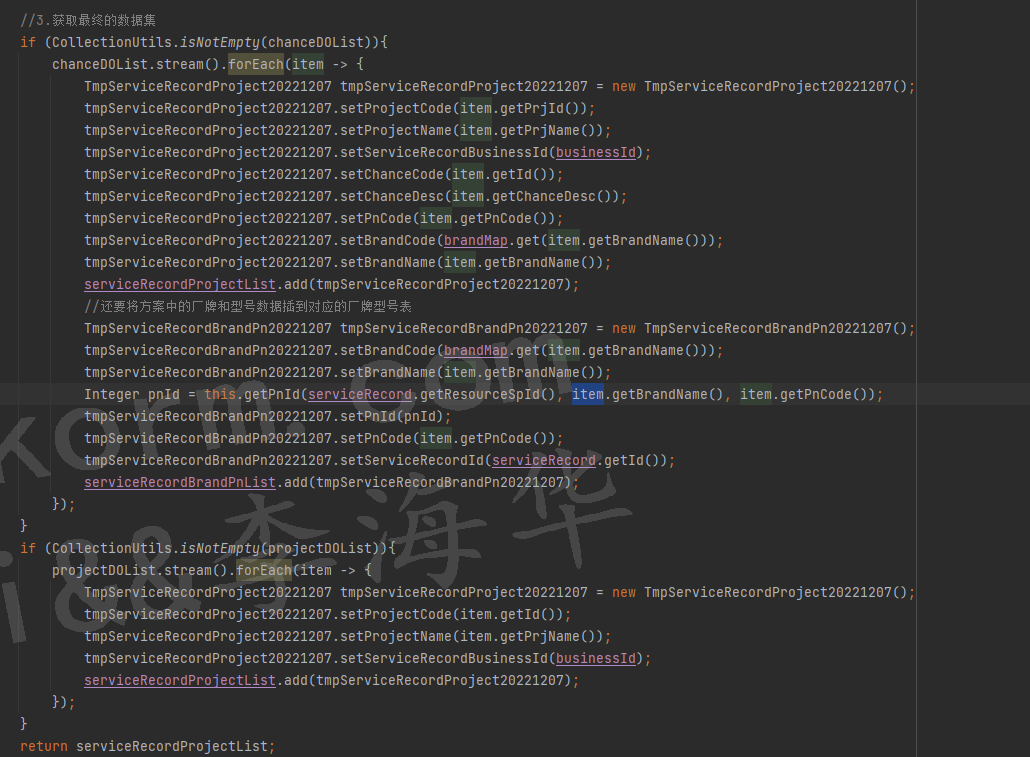 //3.获取最终的数据集
if (CollectionUtils.isNotEmpty(chanceDOList)){
chanceDOList.stream().forEach(item -> {
TmpServiceRecordProject20221207 tmpServiceRecordProject20221207 = new TmpServiceRecordProject20221207();
tmpServiceRecordProject20221207.setProjectCode(item.getPrjId());
tmpServiceRecordProject20221207.setProjectName(item.getPrjName());
tmpServiceRecordProject20221207.setServiceRecordBusinessId(businessId);
tmpServiceRecordProject20221207.setChanceCode(item.getId());
tmpServiceRecordProject20221207.setChanceDesc(item.getChanceDesc());
tmpServiceRecordProject20221207.setPnCode(item.getPnCode());
tmpServiceRecordProject20221207.setBrandCode(brandMap.get(item.getBrandName()));
tmpServiceRecordProject20221207.setBrandName(item.getBrandName());
serviceRecordProjectList.add(tmpServiceRecordProject20221207);
//还要将方案中的厂牌和型号数据插到对应的厂牌型号表
TmpServiceRecordBrandPn20221207 tmpServiceRecordBrandPn20221207 = new TmpServiceRecordBrandPn20221207();
tmpServiceRecordBrandPn20221207.setBrandCode(brandMap.get(item.getBrandName()));
tmpServiceRecordBrandPn20221207.setBrandName(item.getBrandName());
Integer pnId = this.getPnId(serviceRecord.getResourceSpId(), item.getBrandName(), item.getPnCode());
tmpServiceRecordBrandPn20221207.setPnId(pnId);
tmpServiceRecordBrandPn20221207.setPnCode(item.getPnCode());
tmpServiceRecordBrandPn20221207.setServiceRecordId(serviceRecord.getId());
serviceRecordBrandPnList.add(tmpServiceRecordBrandPn20221207);
});
}
if (CollectionUtils.isNotEmpty(projectDOList)){
projectDOList.stream().forEach(item -> {
TmpServiceRecordProject20221207 tmpServiceRecordProject20221207 = new TmpServiceRecordProject20221207();
tmpServiceRecordProject20221207.setProjectCode(item.getId());
tmpServiceRecordProject20221207.setProjectName(item.getPrjName());
tmpServiceRecordProject20221207.setServiceRecordBusinessId(businessId);
serviceRecordProjectList.add(tmpServiceRecordProject20221207);
});
}
return serviceRecordProjectList;
korm. com
i&&李海华